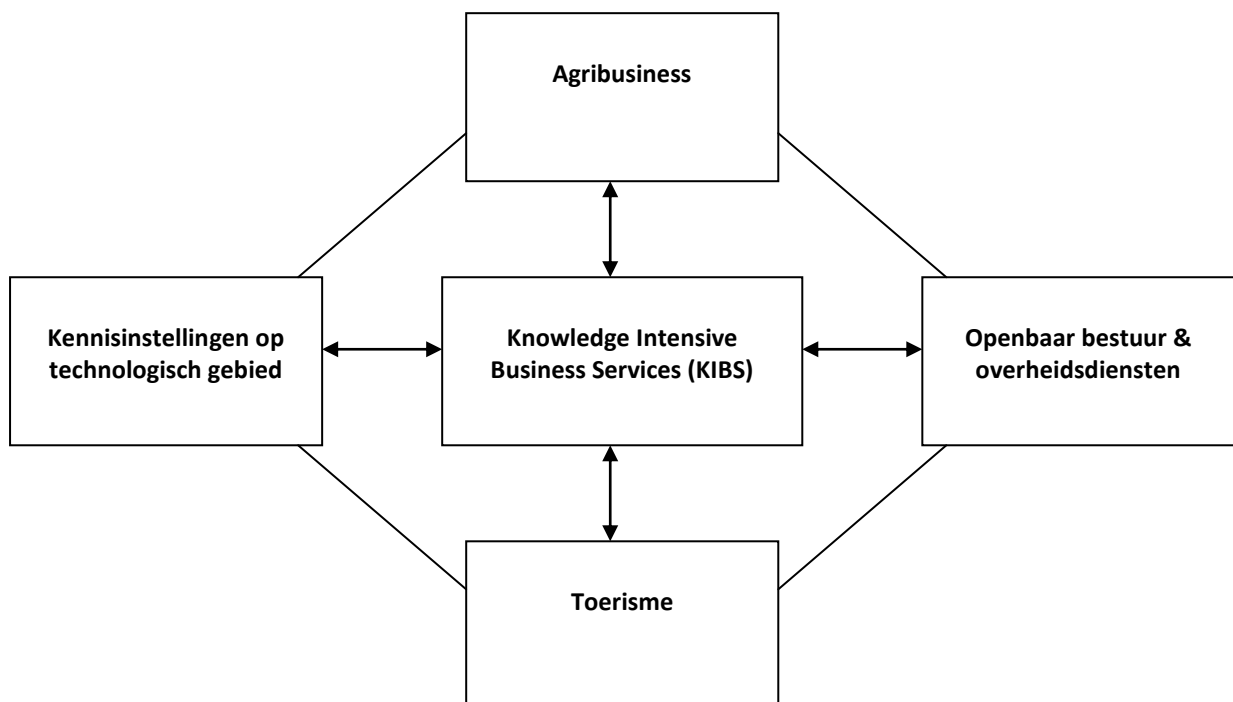 Agribusiness
Kennisinstellingen op
technologisch gebied
Knowledge Intensive
Business Services (KIBS)
Openbaar bestuur &
overheidsdiensten
Toerisme